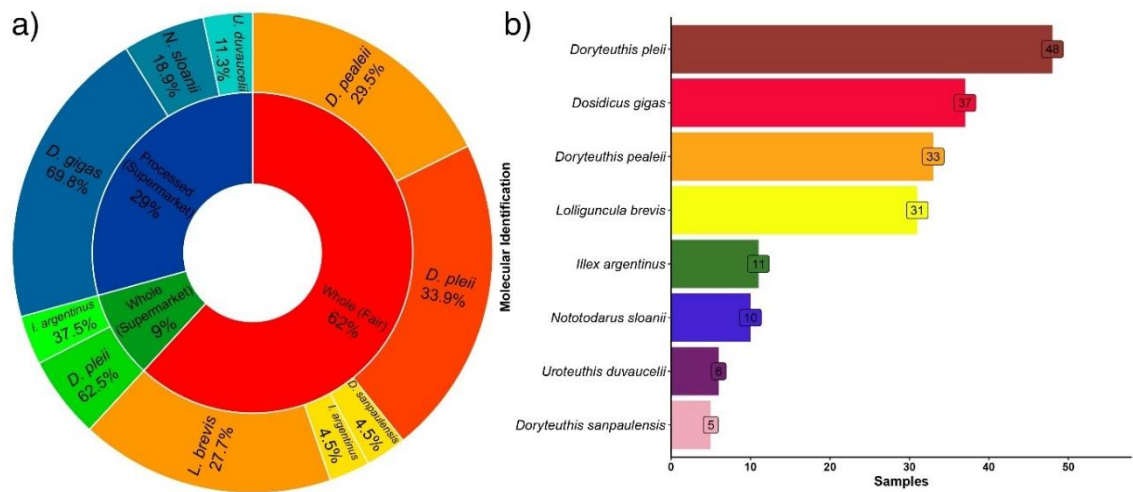 a)
U. duvaucelii
11.3%
N. sloanii
18.9%
D. gigas
69.8%
Processed
(Supermarket)
29%
D. pealeii
29.5%
D. pleii
33.9%
Whole (Fair)
62%
Whole
(Supermarket)
9%
I. argentinus
37.5%
D. pleii
62.5%
L. brevis
27.7%
I. argentinus
4.5%
D. sanpaulensis
4.5%
b)
Molecular Identification
Doryteuthis pleii
48
Dosidicus gigas
37
Doryteuthis pealeii
33
Lolliguncula brevis
31
Illex argentinus
11
Nototodarus sloanii
10
Uroteuthis duvaucelii
6
Doryteuthis sanpaulensis
5
0 10 20 30 40 50
Samples